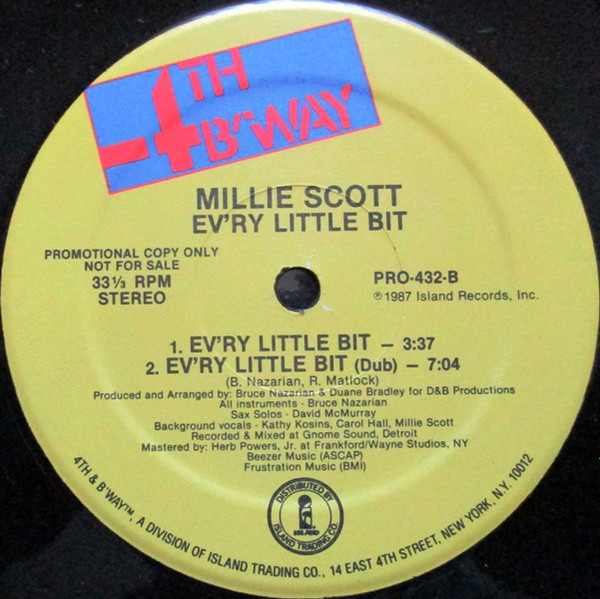 4TH
B'WAY
MILLIE SCOTT
EV'RY LITTLE BIT
PROMOTIONAL COPY ONLY
NOT FOR SALE
33⅓ RPM
STEREO
PRO-432-B
℗1987 Island Records, Inc.
1. EV'RY LITTLE BIT – 3:37
2. EV'RY LITTLE BIT (Dub) – 7:04
(B. Nazarian, R. Matlock)
Produced and Arranged by: Bruce Nazarian & Duane Bradley for D&B Productions
All instruments - Bruce Nazarian
Sax Solos - David McMurray
Background vocals - Kathy Kosins, Carol Hall, Millie Scott
Recorded & Mixed at Gnome Sound, Detroit
Mastered by: Herb Powers, Jr. at Frankford/Wayne Studios, NY
Beezer Music (ASCAP)
Frustration Music (BMI)
DISTRIBUTED BY
ISLAND
ISLAND TRADING CO.
4TH & B'WAY™, A DIVISION OF ISLAND TRADING CO., 14 EAST 4TH STREET, NEW YORK, N.Y. 10012